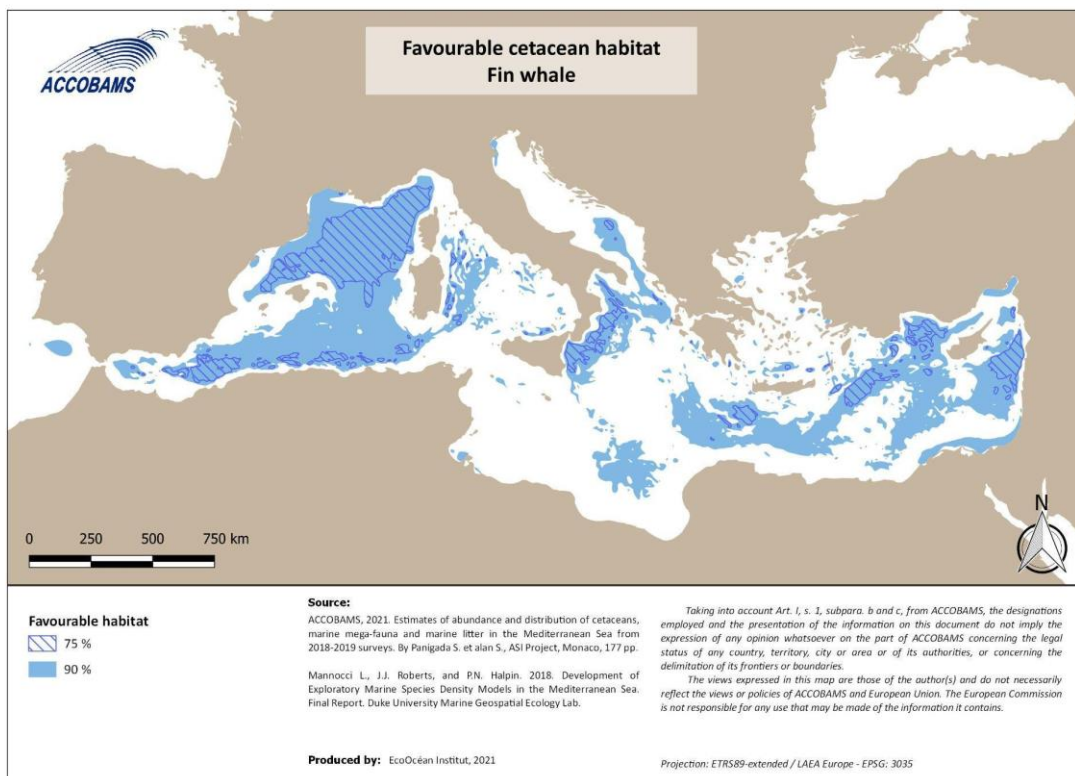 ACCOBAMS
Favourable cetacean habitat
Fin whale
0 250 500 750 km
N
Favourable habitat
75 %
90 %
Source:
ACCOBAMS, 2021. Estimates of abundance and distribution of cetaceans,
marine mega-fauna and marine litter in the Mediterranean Sea from
2018-2019 surveys. By Panigada S. et alan S., ASI Project, Monaco, 177 pp.
Mannocci L., J.J. Roberts, and P.N. Halpin. 2018. Development of
Exploratory Marine Species Density Models in the Mediterranean Sea.
Final Report. Duke University Marine Geospatial Ecology Lab.
Produced by: EcoOcéan Institut, 2021
Taking into account Art. I, s. 1, subpara. b and c, from ACCOBAMS, the designations
employed and the presentation of the information on this document do not imply the
expression of any opinion whatsoever on the part of ACCOBAMS concerning the legal
status of any country, territory, city or area or of its authorities, or concerning the
delimitation of its frontiers or boundaries.
The views expressed in this map are those of the author(s) and do not necessarily
reflect the views or policies of ACCOBAMS and European Union. The European Commission
is not responsible for any use that may be made of the information it contains.
Projection: ETRS89-extended / LAEA Europe - EPSG: 3035